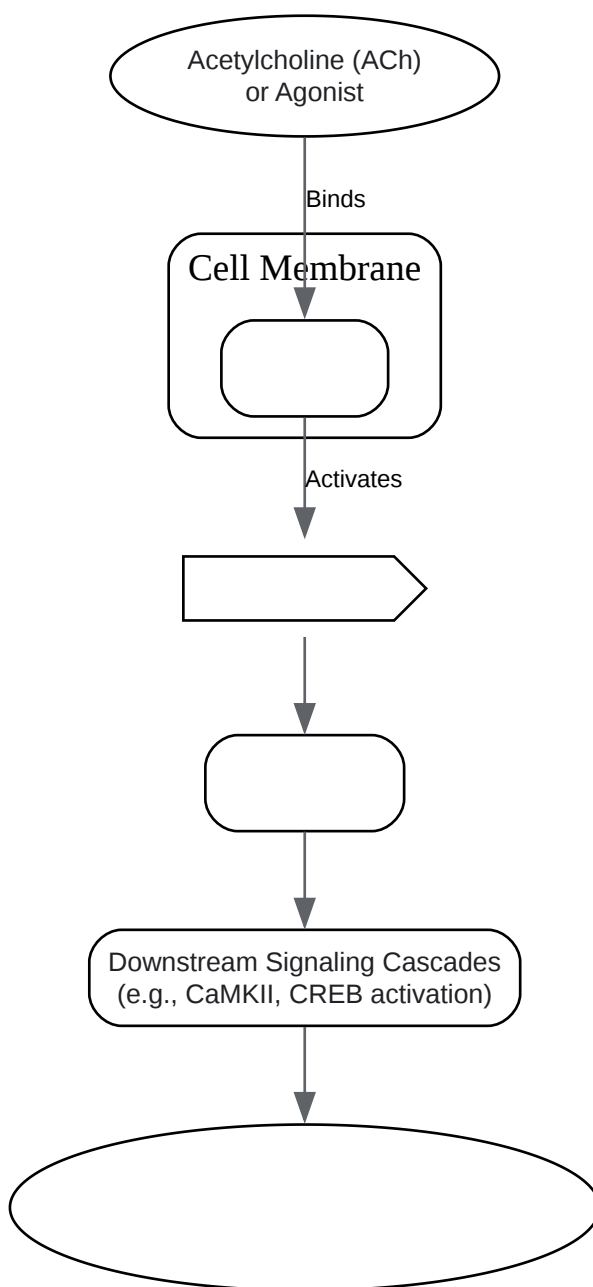 Acetylcholine (ACh)
or Agonist
Binds
Cell Membrane
Activates
Downstream Signaling Cascades
(e.g., CaMKII, CREB activation)